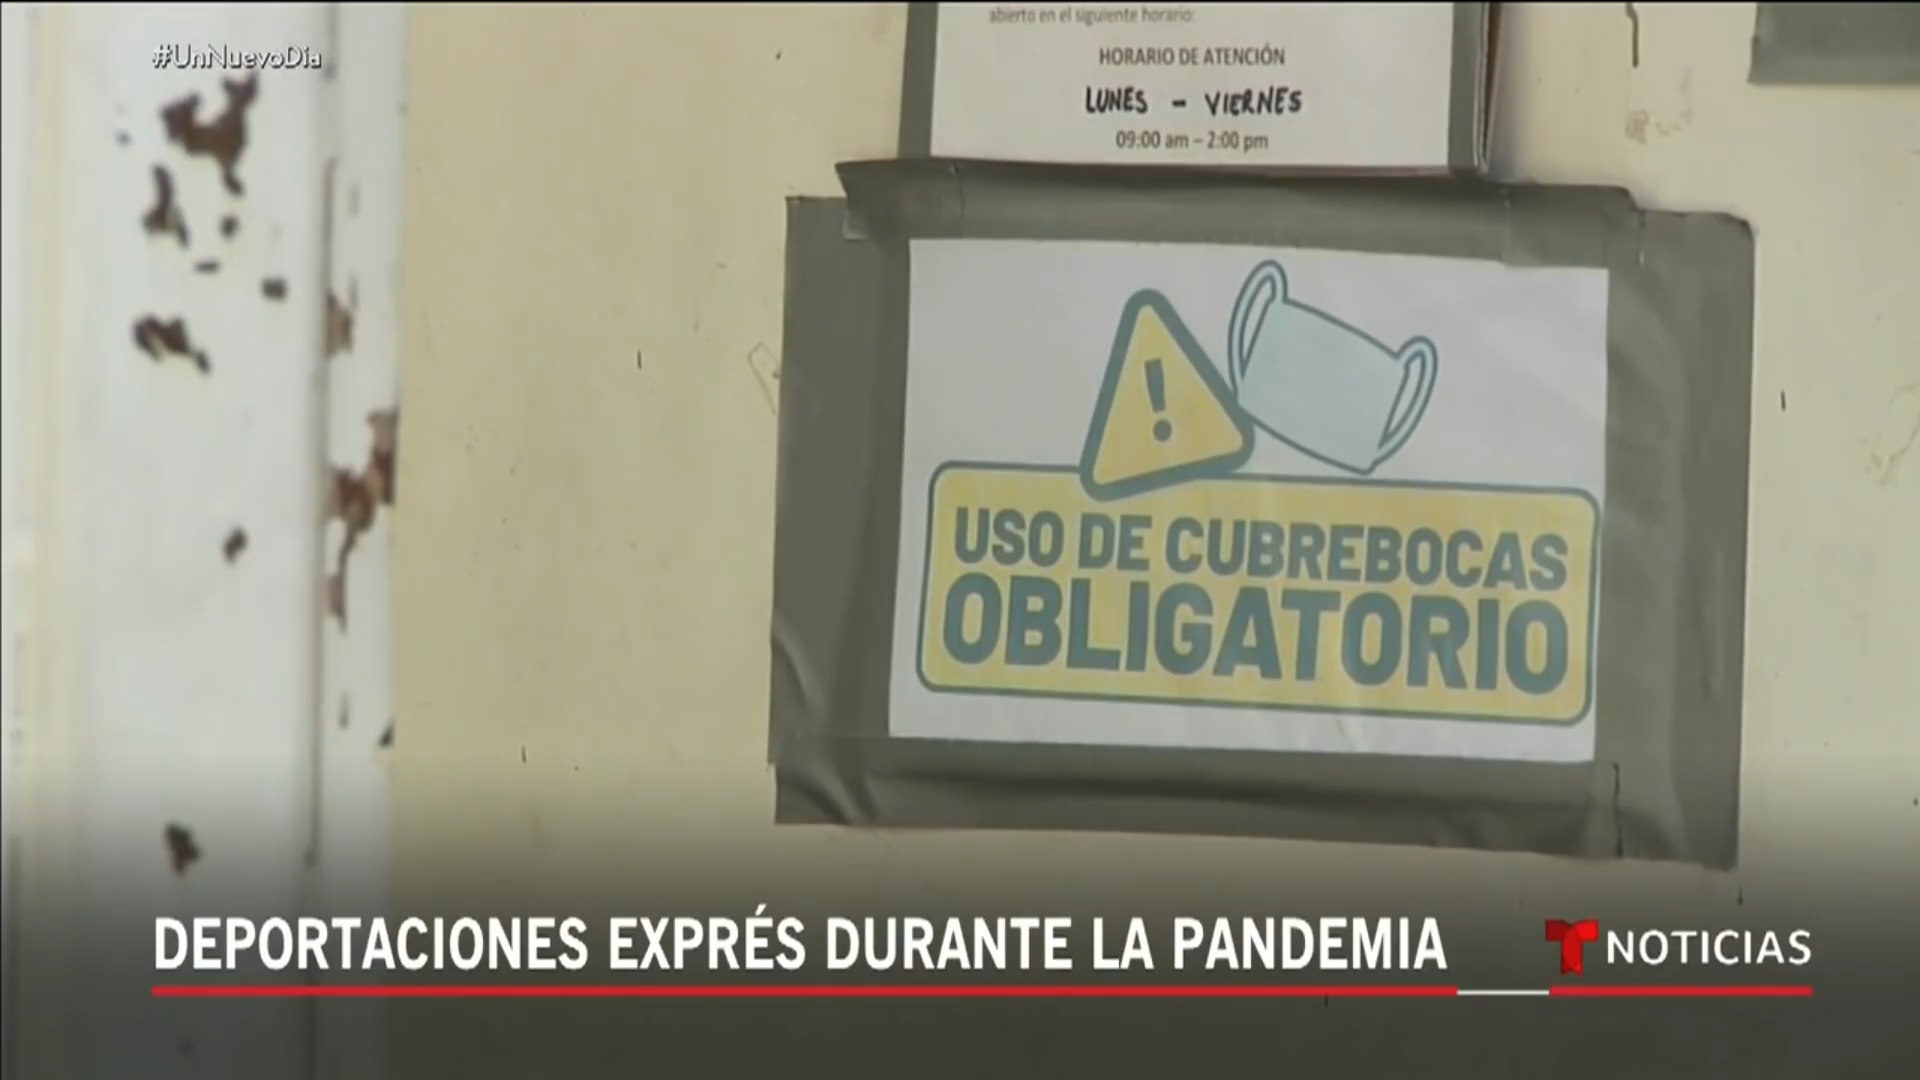 #UnNuevoDía
abierto en el siguiente horario:
HORARIO DE ATENCIÓN
LUNES - VIERNES
09:00 am – 2:00 pm
!
USO DE CUBREBOCAS
OBLIGATORIO
DEPORTACIONES EXPRÉS DURANTE LA PANDEMIA
NOTICIAS